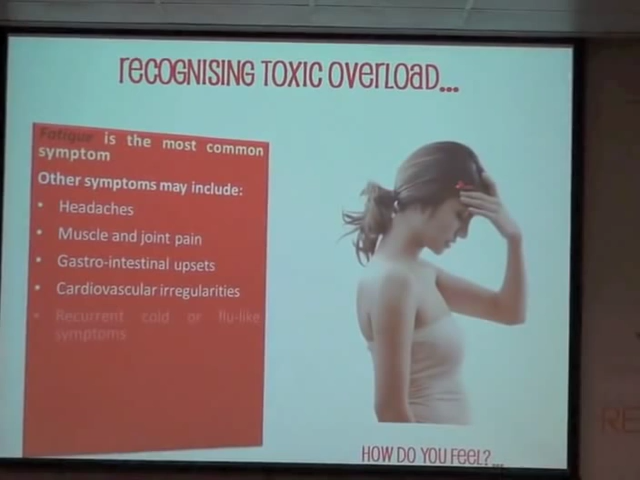 RECOGNISING TOXIC OVERLOAD...
Fatigue is the most common
symptom
Other symptoms may include:
• Headaches
• Muscle and joint pain
• Gastro-intestinal upsets
• Cardiovascular irregularities
• Recurrent cold or flu-like
symptoms
HOW DO YOU FEEL?...
RE